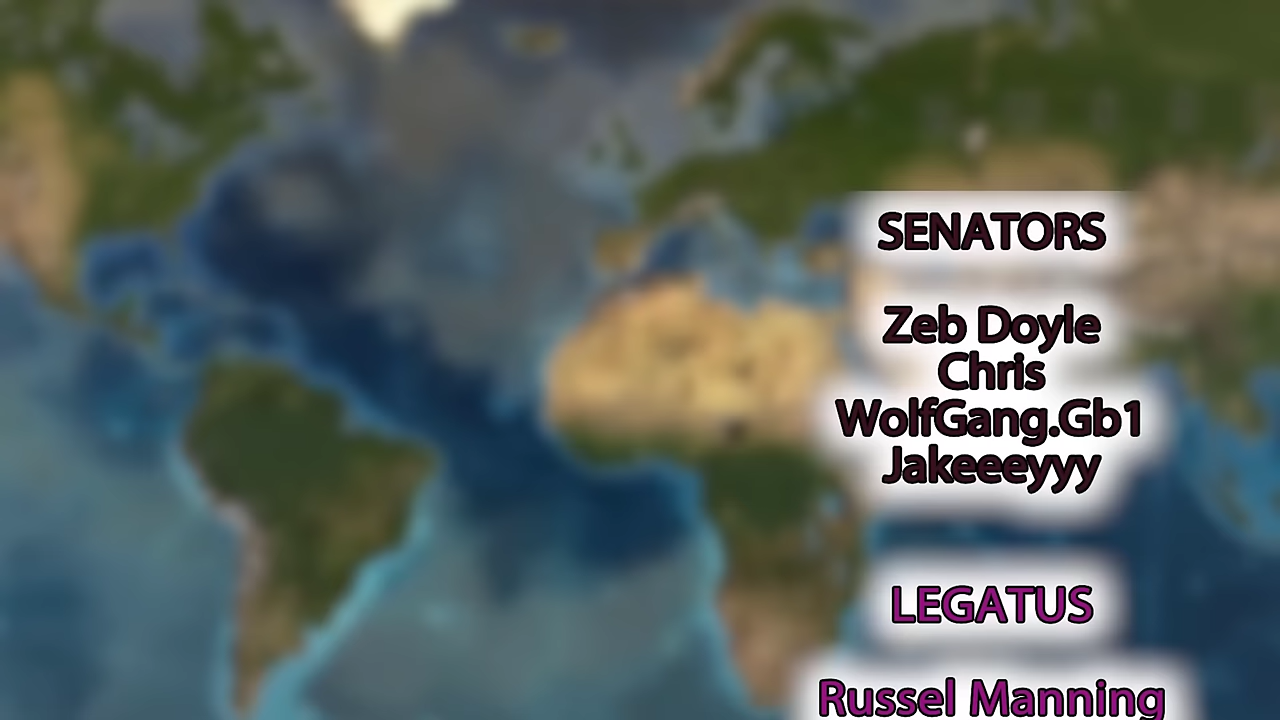 SENATORS
Zeb Doyle
Chris
WolfGang.Gb1
Jakeeeyyy
LEGATUS
Russel Manning